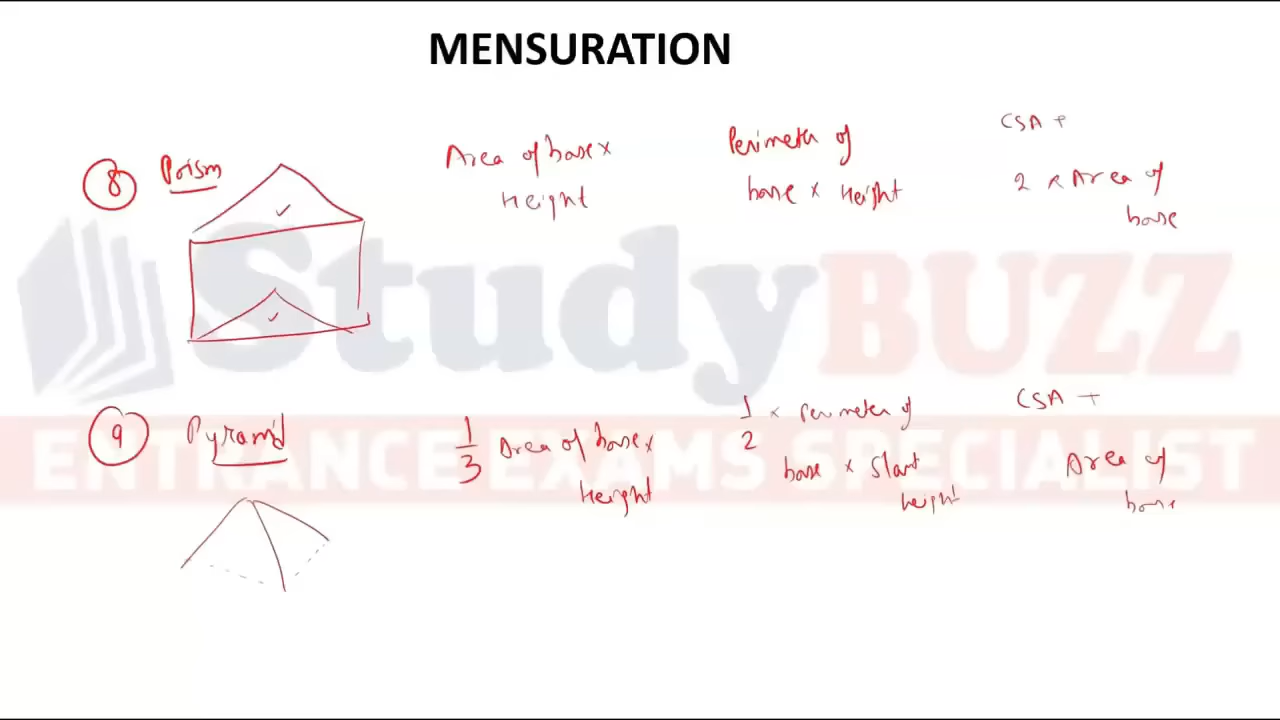 MENSURATION
8 Prism
Area of base x
Height
Perimeter of
base x Height
CSA +
2 x Area of
base
StudyBUZZ
ENTRANCE EXAMS SPECIALIST
9 Pyramid
1/3 Area of base x
Height
1/2 x Perimeter of
base x Slant
height
CSA +
Area of
base